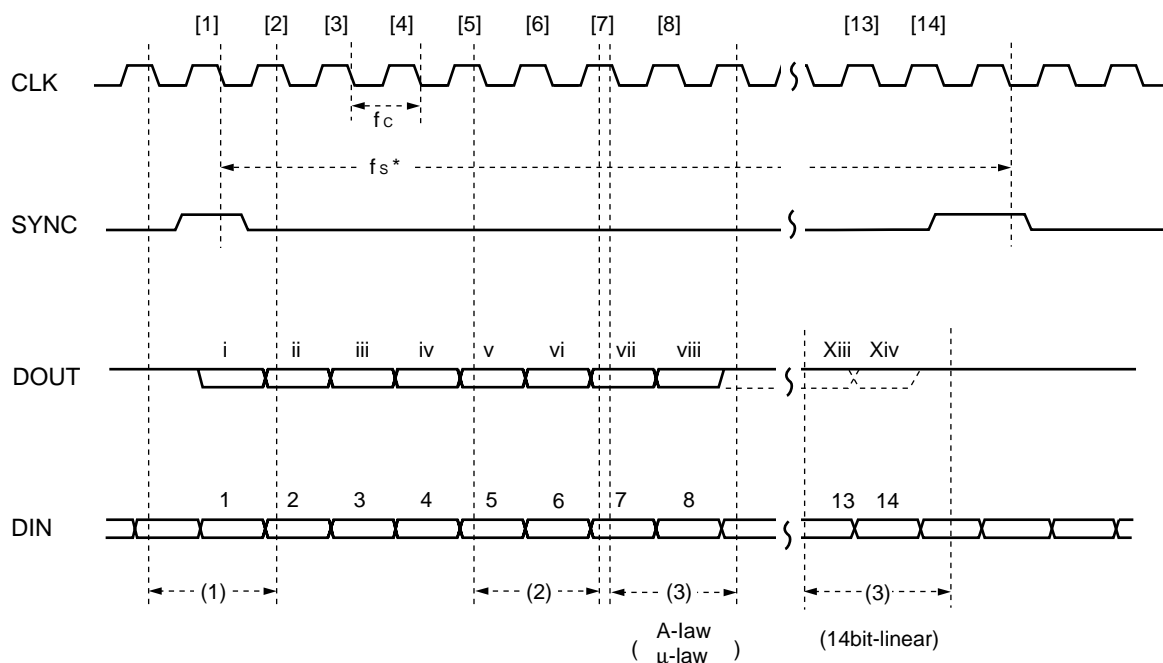 [1] [2] [3] [4] [5] [6] [7] [8] [13] [14]
CLK
fC
fS*
SYNC
i ii iii iv v vi vii viii Xiii Xiv
DOUT
1 2 3 4 5 6 7 8 13 14
DIN
(1) (2) (3) (3)
( A-law μ-law ) (14bit-linear)